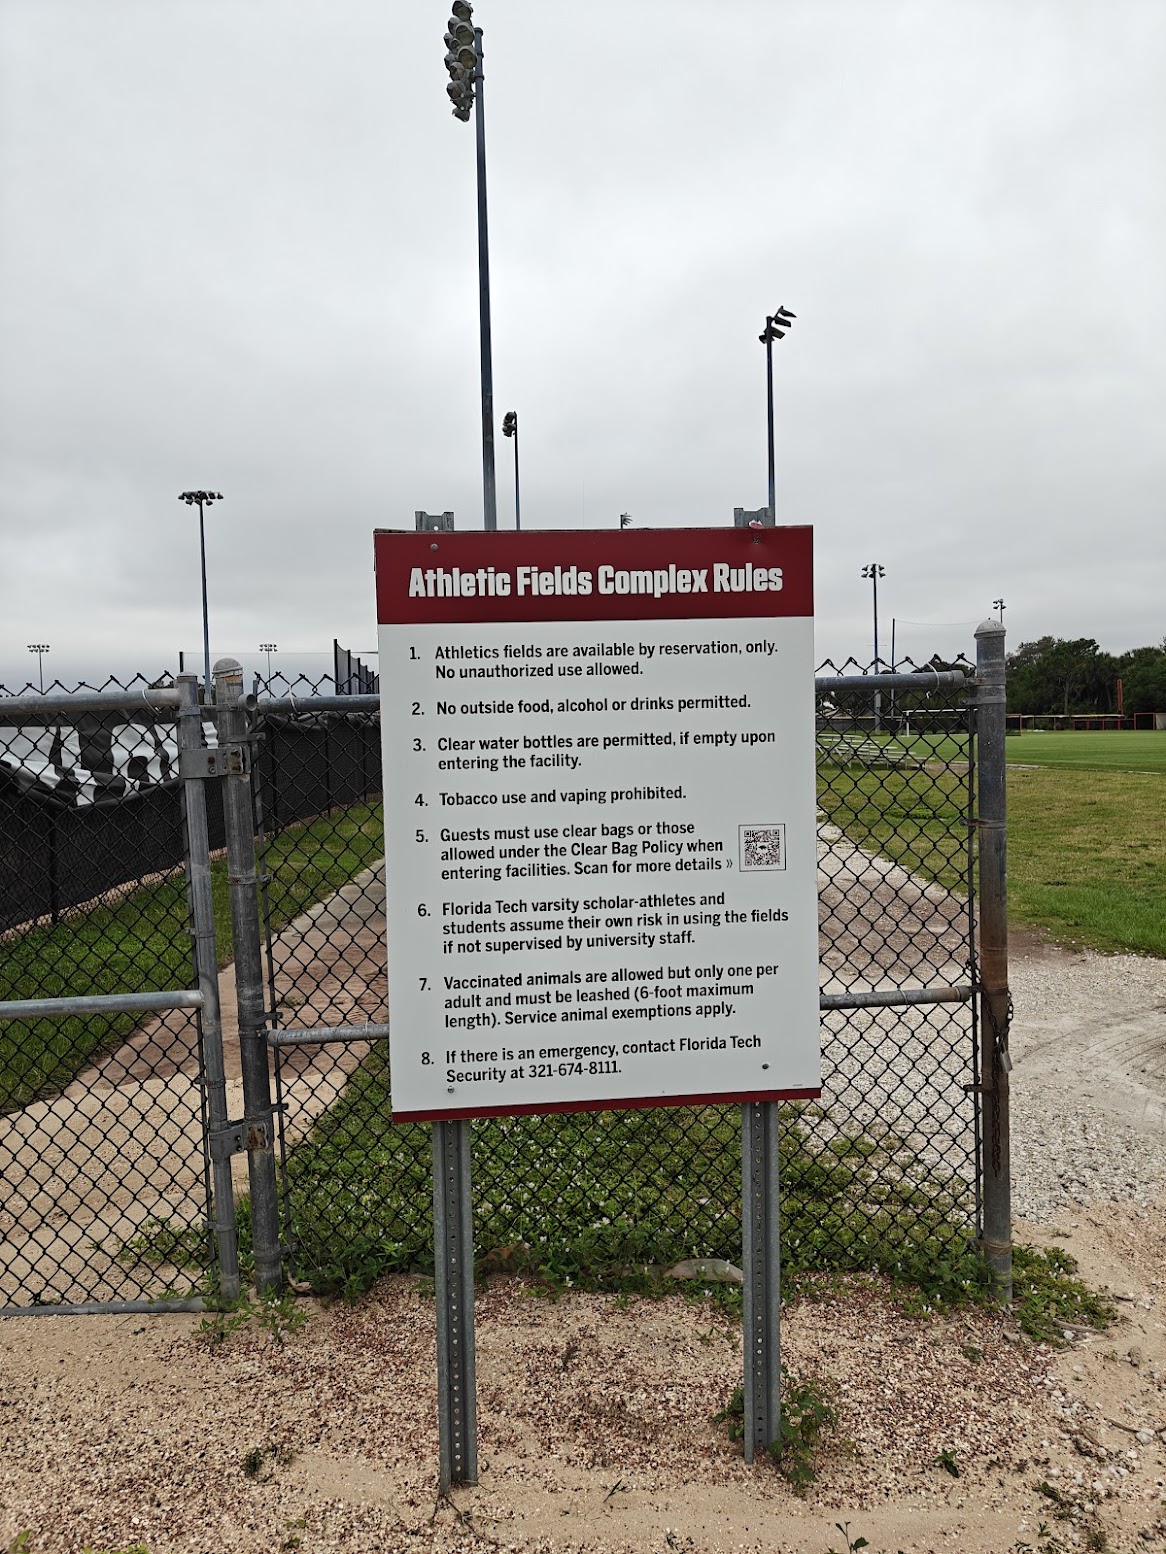 Athletic Fields Complex Rules
1. Athletics fields are available by reservation, only.
No unauthorized use allowed.
2. No outside food, alcohol or drinks permitted.
3. Clear water bottles are permitted, if empty upon
entering the facility.
4. Tobacco use and vaping prohibited.
5. Guests must use clear bags or those
allowed under the Clear Bag Policy when
entering facilities. Scan for more details »
6. Florida Tech varsity scholar-athletes and
students assume their own risk in using the fields
if not supervised by university staff.
7. Vaccinated animals are allowed but only one per
adult and must be leashed (6-foot maximum
length). Service animal exemptions apply.
8. If there is an emergency, contact Florida Tech
Security at 321-674-8111.